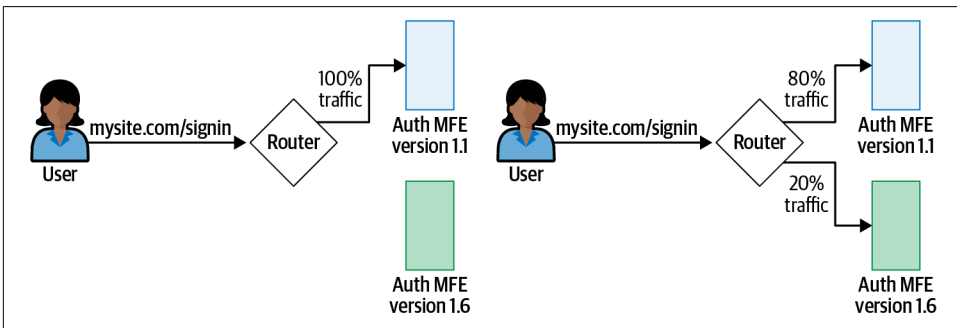 100%
traffic
mysite.com/signin
Router
User
Auth MFE
version 1.1
Auth MFE
version 1.6
80%
traffic
mysite.com/signin
Router
User
Auth MFE
version 1.1
20%
traffic
Auth MFE
version 1.6